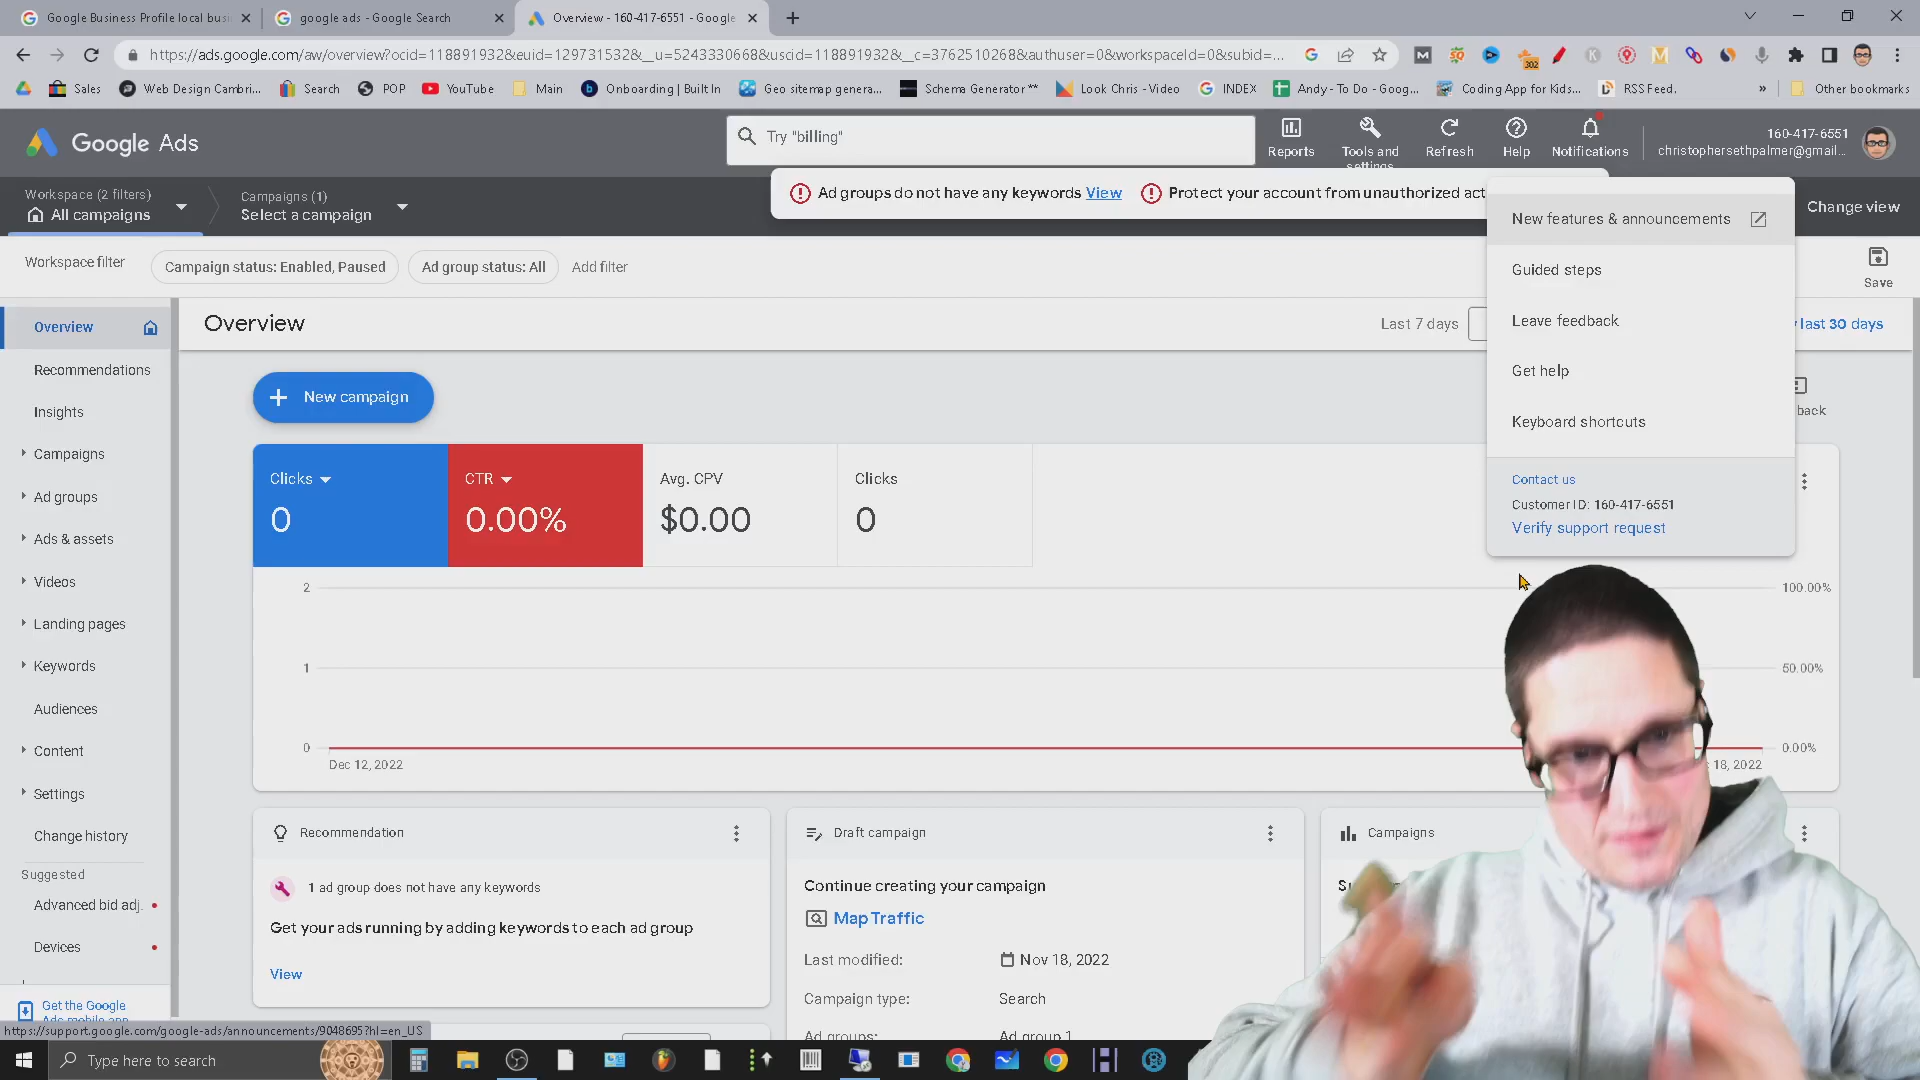 Google Business Profile local busi
google ads - Google Search
Overview - 160-417-6551 - Google
https://ads.google.com/aw/overview?ocid=118891932&euid=129731532&__u=5243330668&uscid=118891932&__c=3762510268&authuser=0&workspaceId=0&subid=...
302
Sales
Web Design Cambri...
Search
POP
YouTube
Main
Onboarding | Built In
Geo sitemap genera...
Schema Generator **
Look Chris - Video
INDEX
Andy - To Do - Goog...
Coding App for Kids...
RSS Feed.
»
Other bookmarks
Google Ads
Try "billing"
Reports
Tools and settings
Refresh
Help
Notifications
160-417-6551
christophersethpalmer@gmail...
Workspace (2 filters)
All campaigns
Campaigns (1)
Select a campaign
Ad groups do not have any keywords View
Protect your account from unauthorized act
Change view
New features & announcements
Guided steps
Leave feedback
Get help
Keyboard shortcuts
Contact us
Customer ID: 160-417-6551
Verify support request
Workspace filter
Campaign status: Enabled, Paused
Ad group status: All
Add filter
Save
Overview
Recommendations
Insights
Campaigns
Ad groups
Ads & assets
Videos
Landing pages
Keywords
Audiences
Content
Settings
Change history
Suggested
Advanced bid adj.
Devices
Get the Google
Ads mobile app
https://support.google.com/google-ads/announcements/9048695?hl=en_US
Overview
Last 7 days
last 30 days
New campaign
back
Clicks
0
CTR
0.00%
Avg. CPV
$0.00
Clicks
0
2
1
0
100.00%
50.00%
0.00%
Dec 12, 2022
18, 2022
Recommendation
1 ad group does not have any keywords
Get your ads running by adding keywords to each ad group
View
Draft campaign
Continue creating your campaign
Map Traffic
Last modified:
Nov 18, 2022
Campaign type:
Search
Ad groups:
Ad group 1
Campaigns
Type here to search